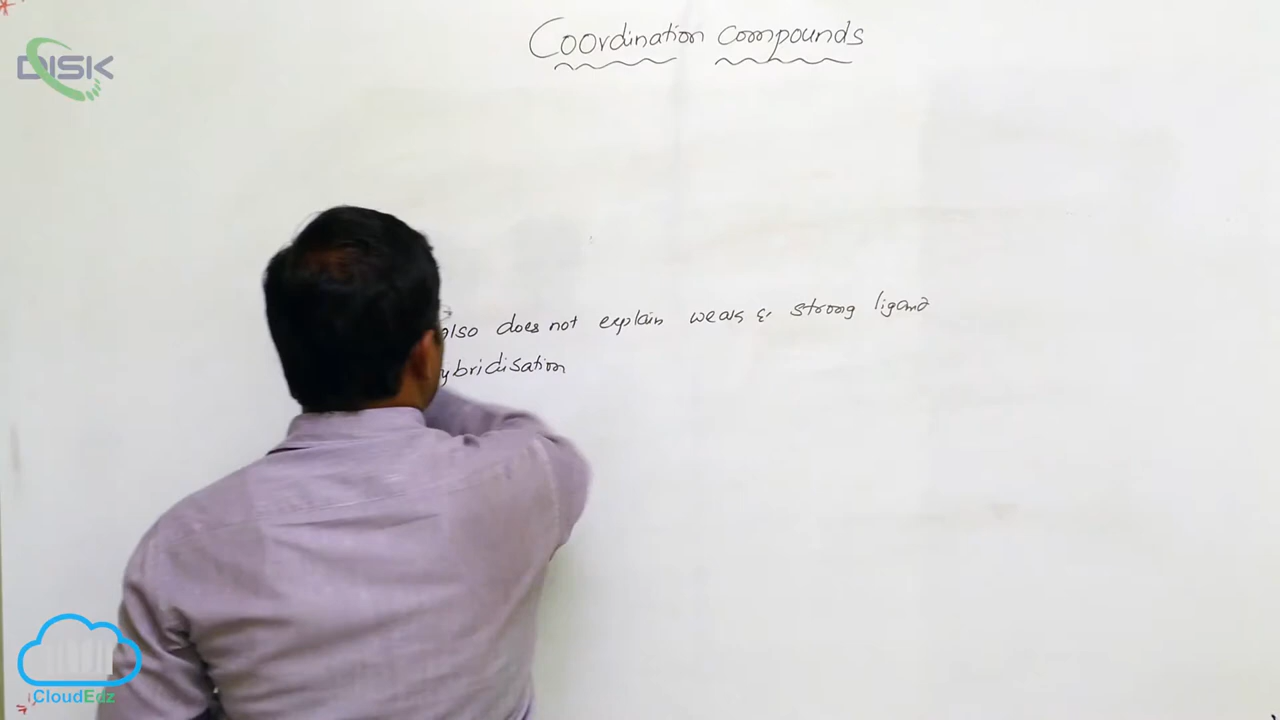 Coordination compounds
DISK
also does not explain weak & strong ligand
ybridisation
CloudEdz